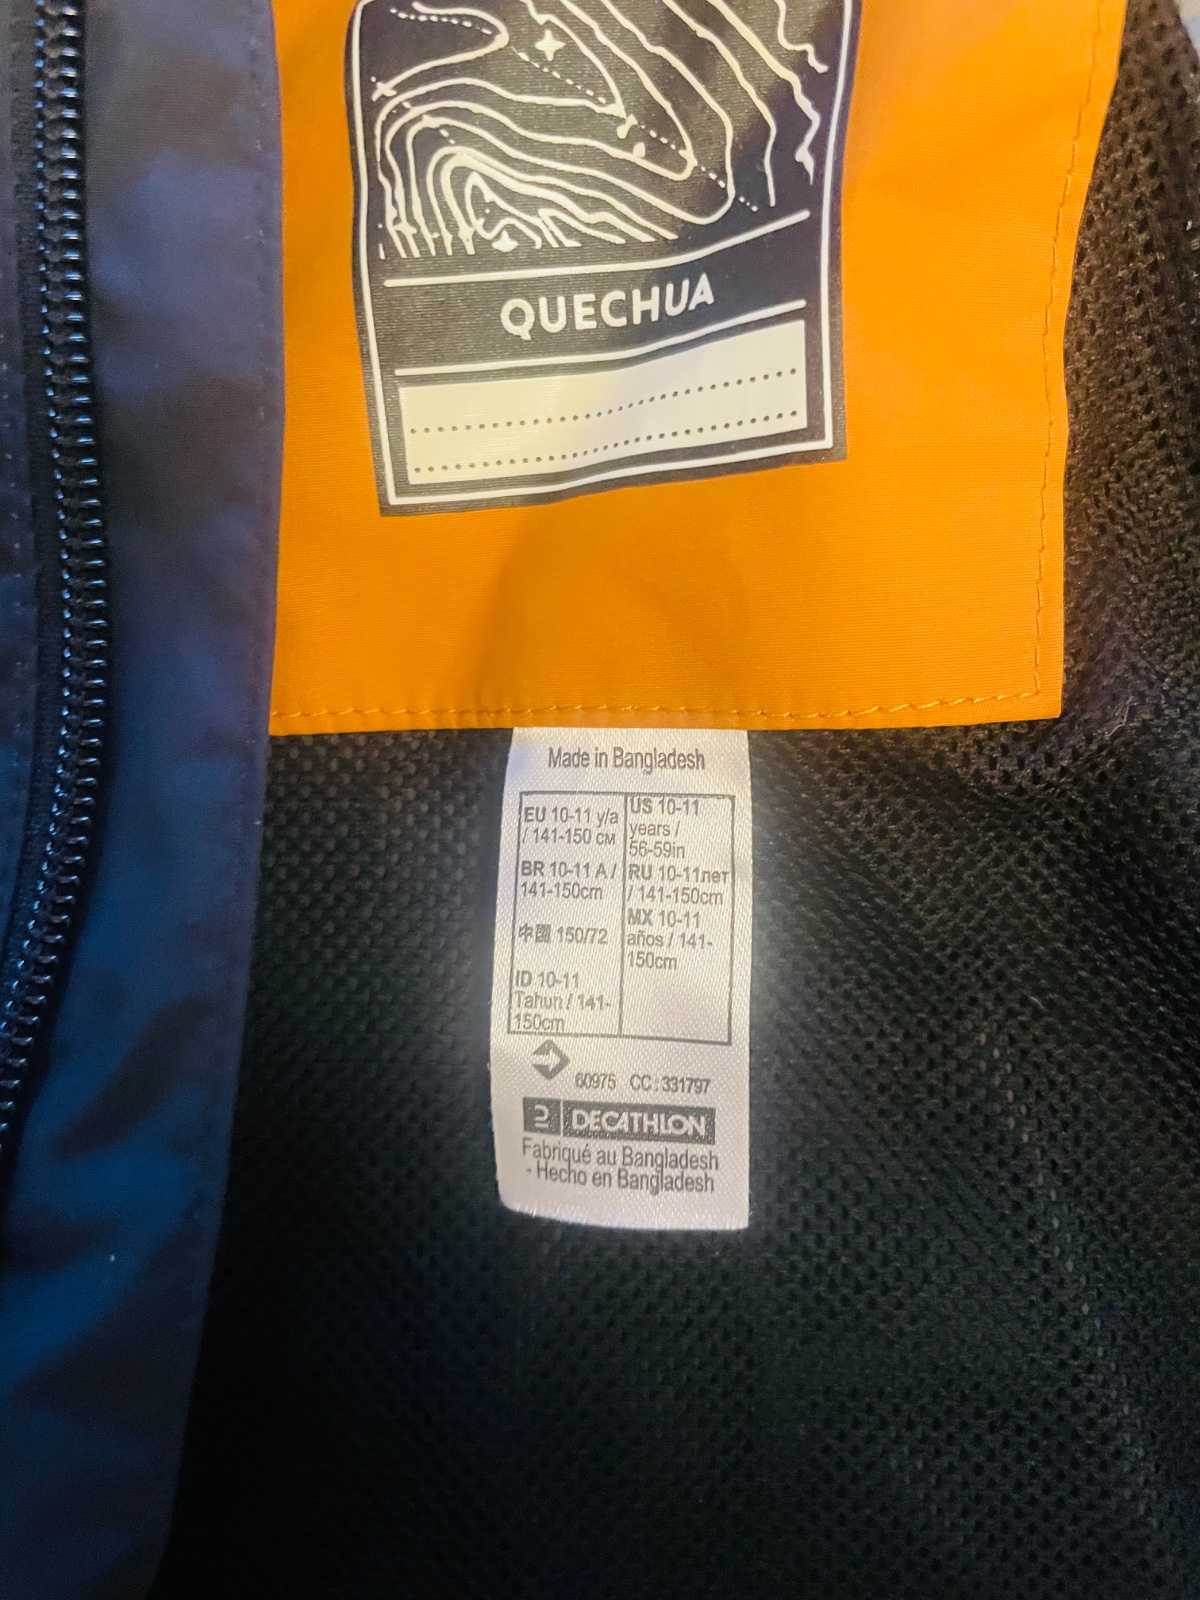 QUECHUA
Made in Bangladesh
EU 10-11 y/a
/ 141-150 см
BR 10-11 A /
141-150cm
中国 150/72
ID 10-11
Tahun / 141-
150cm
US 10-11
years /
56-59in
RU 10-11лет
/ 141-150cm
MX 10-11
años / 141-
150cm
60975 CC: 331797
DECATHLON
Fabriqué au Bangladesh
- Hecho en Bangladesh